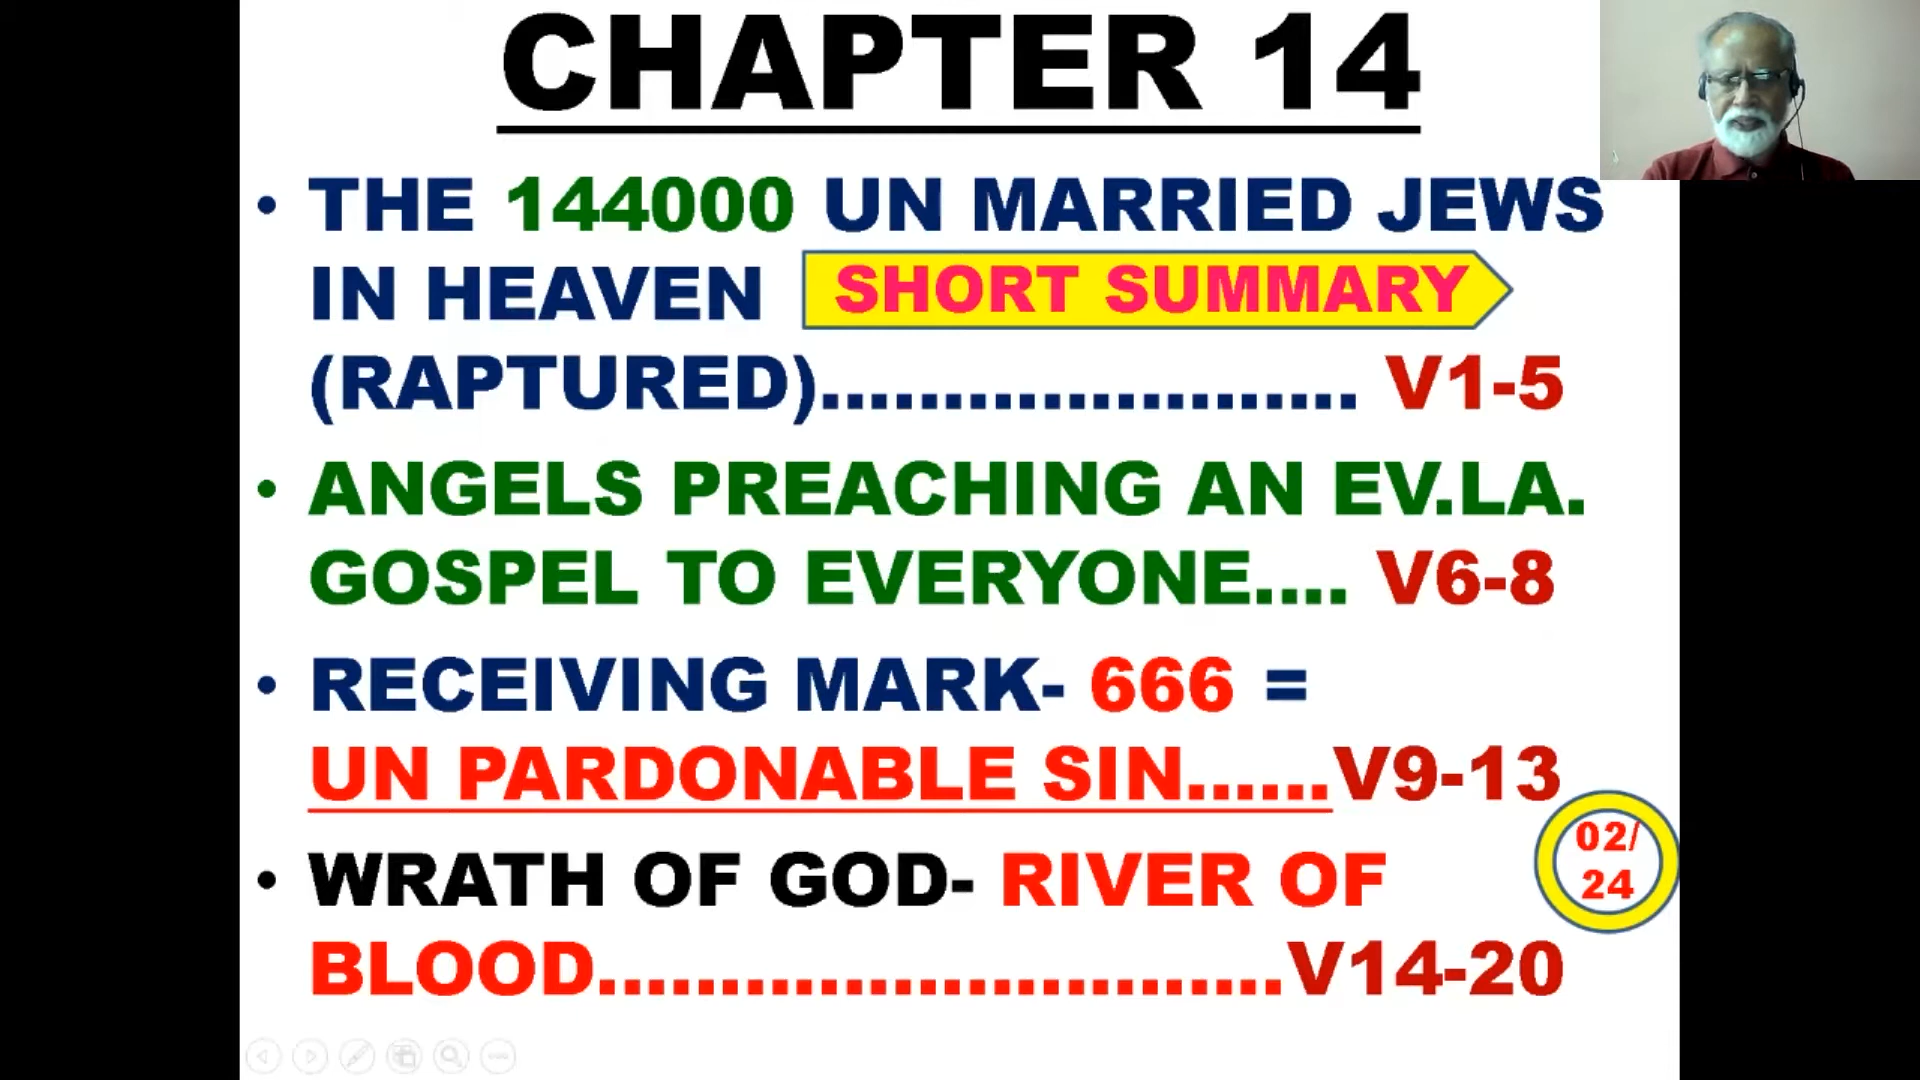 CHAPTER 14
• THE 144000 UN MARRIED JEWS
IN HEAVEN SHORT SUMMARY
(RAPTURED)...................... V1-5
• ANGELS PREACHING AN EV.LA.
GOSPEL TO EVERYONE.... V6-8
• RECEIVING MARK- 666 =
UN PARDONABLE SIN......V9-13
02/
24
• WRATH OF GOD- RIVER OF
BLOOD............................V14-20